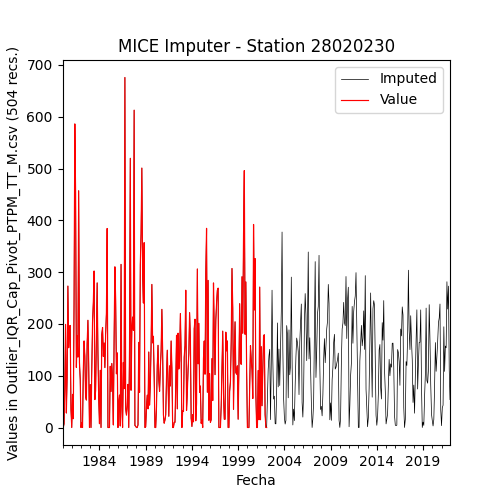 MICE Imputer - Station 28020230
Values in Outlier_IQR_Cap_Pivot_PTPM_TT_M.csv (504 recs.)
700
600
500
400
300
200
100
0
Imputed
Value
1984 1989 1994 1999 2004 2009 2014 2019
Fecha